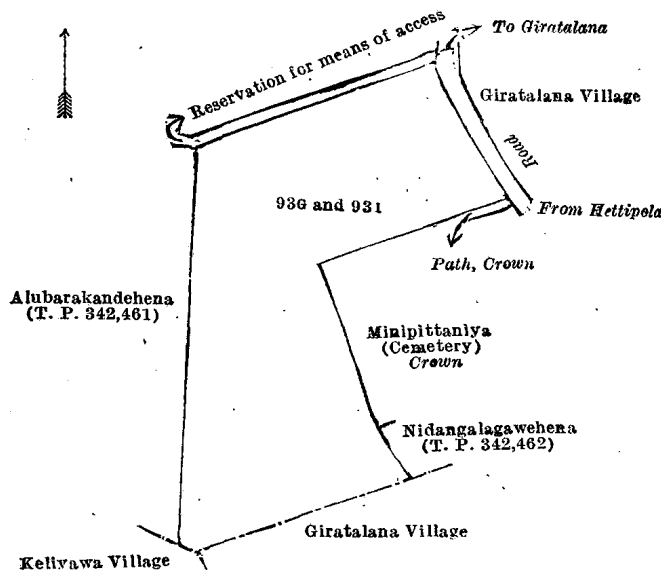 To Giratalana
Reservation for means of access
Giratalana Village
Road
936 and 931
From Hettipola
Path, Crown
Alubarakandehena
(T. P. 342,461)
Minipittaniya
(Cemetery)
Crown
Nidangalagawehena
(T. P. 342,462)
Giratalana Village
Keliyawa Village